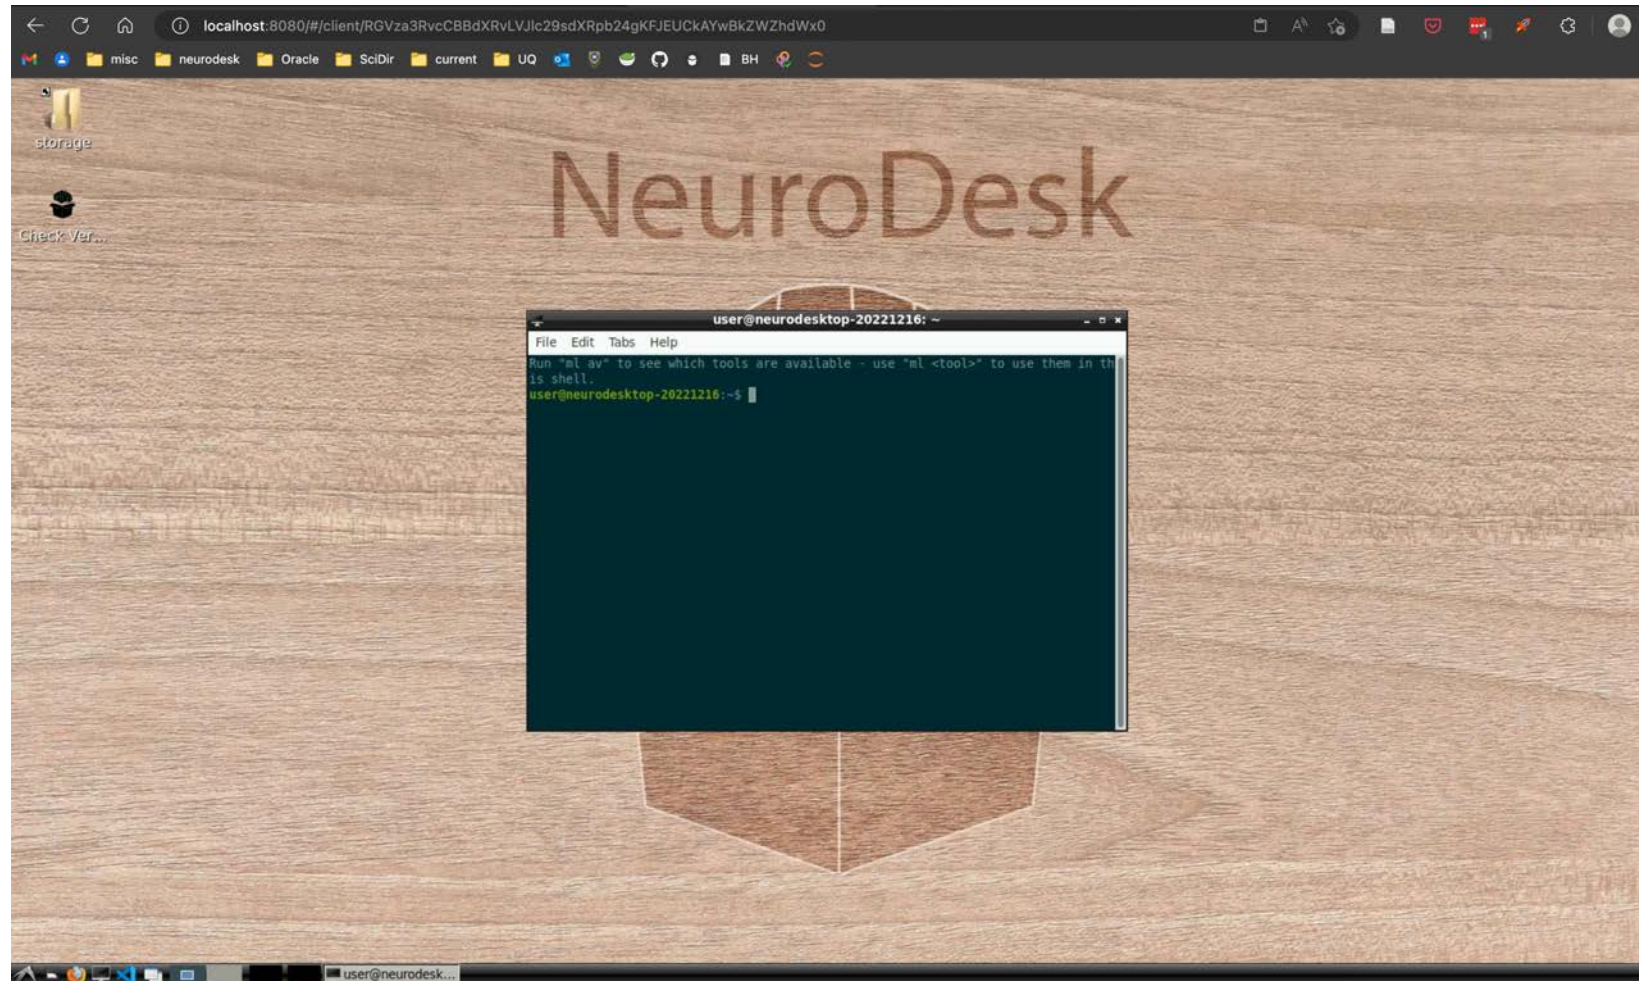 localhost:8080/#/client/RGVza3RvcCBBdXRvLVJlc29sdXRpb24gKFJEUCkAYwBkZWZhdWx0
misc neurodesk Oracle SciDir current UQ BH
storage
Check Ver...
NeuroDesk
user@neurodesktop-20221216: ~
File Edit Tabs Help
Run "ml av" to see which tools are available - use "ml <tool>" to use them in th
is shell.
user@neurodesktop-20221216:~$
user@neurodesk...